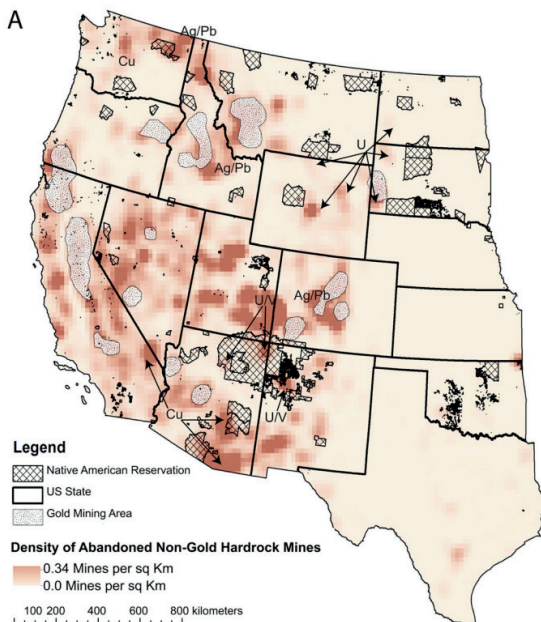 A
Ag/Pb
Cu
U
Ag/Pb
U/V
Ag/Pb
U/V
Cu
Legend
Native American Reservation
US State
Gold Mining Area
Density of Abandoned Non-Gold Hardrock Mines
0.34 Mines per sq Km
0.0 Mines per sq Km
100 200 400 600 800 kilometers